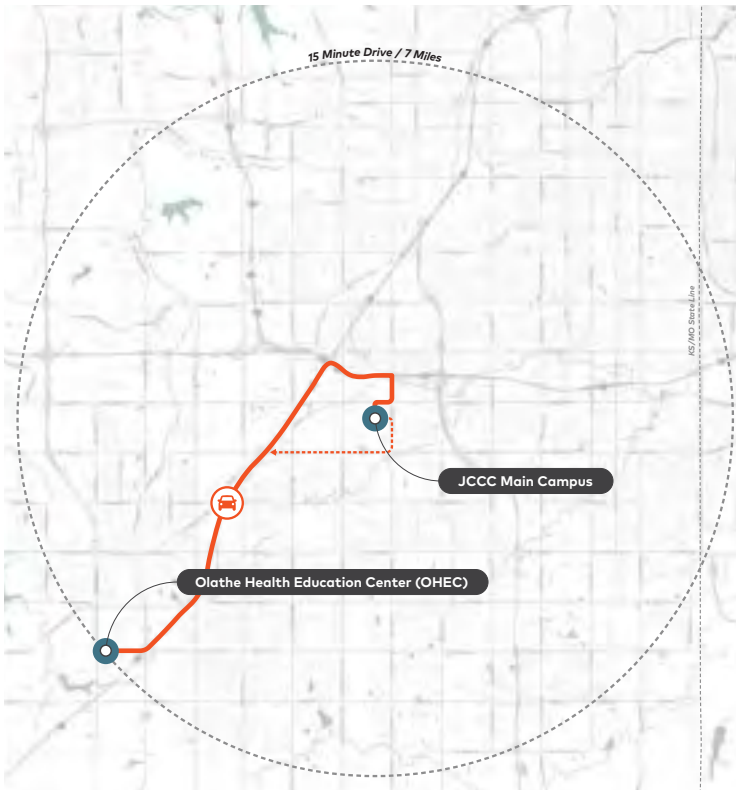 15 Minute Drive / 7 Miles
KS/MO State Line
JCCC Main Campus
Olathe Health Education Center (OHEC)